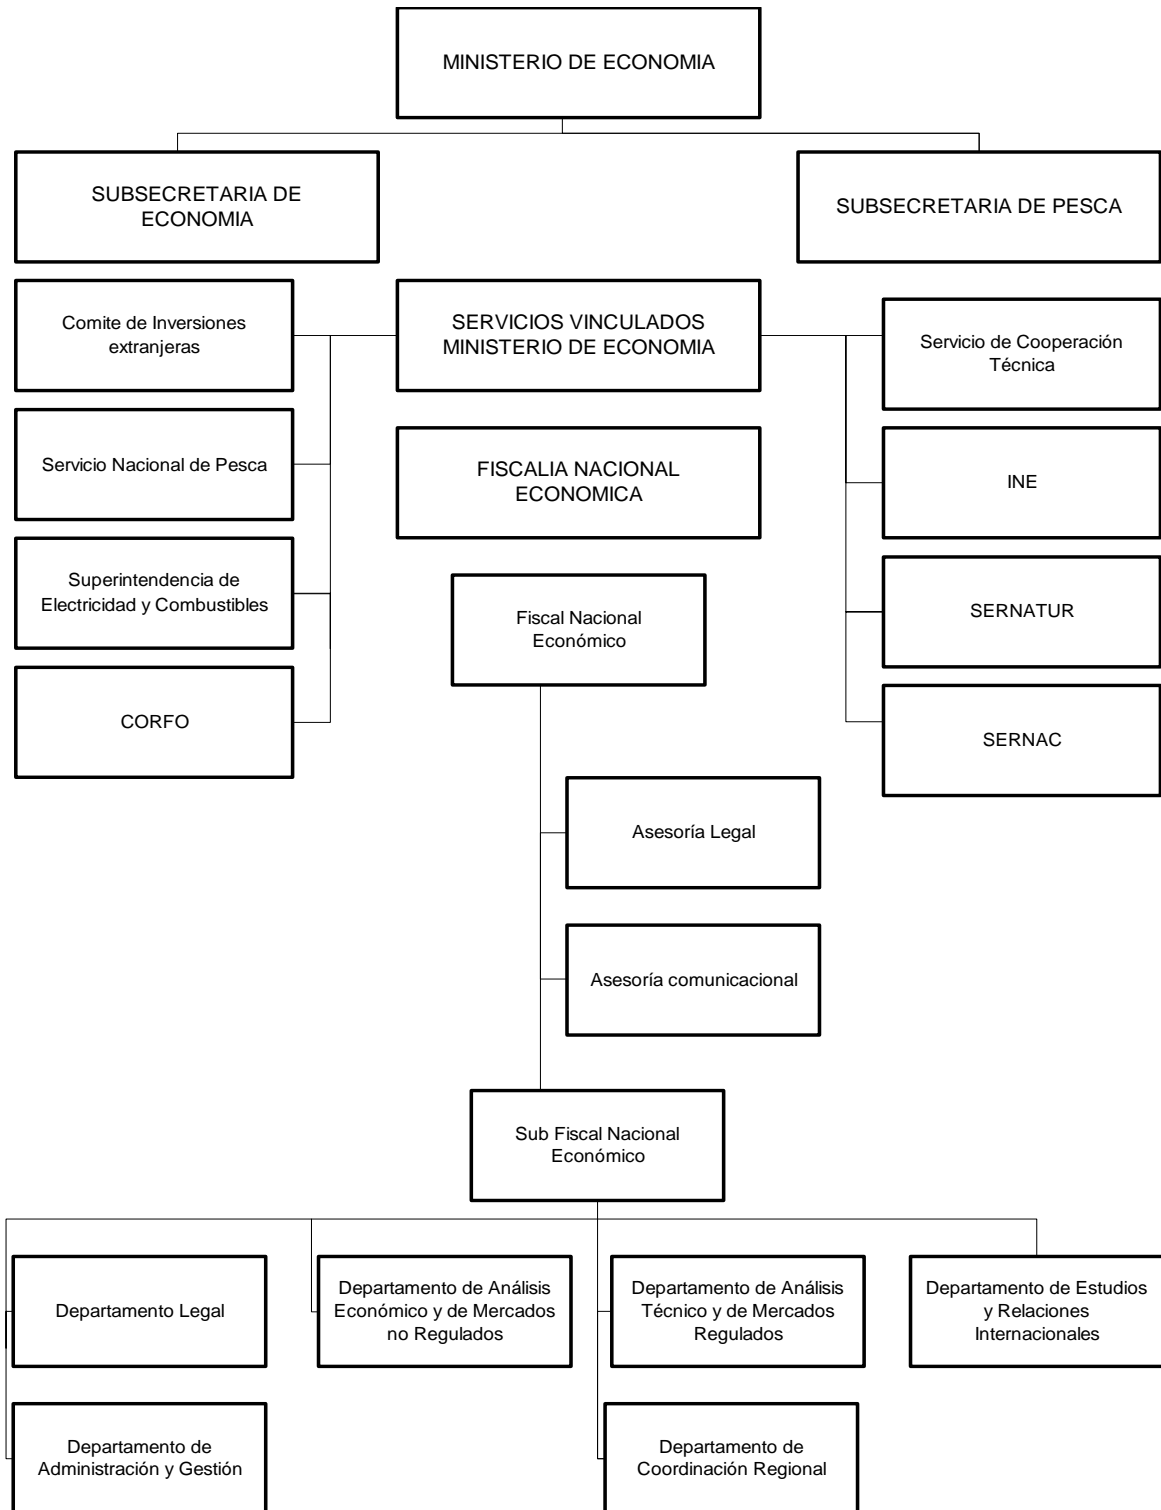 MINISTERIO DE ECONOMIA
SUBSECRETARIA DE
ECONOMIA
SUBSECRETARIA DE PESCA
Comite de Inversiones
extranjeras
SERVICIOS VINCULADOS
MINISTERIO DE ECONOMIA
Servicio de Cooperación
Técnica
Servicio Nacional de Pesca
FISCALIA NACIONAL
ECONOMICA
INE
Superintendencia de
Electricidad y Combustibles
Fiscal Nacional
Económico
SERNATUR
CORFO
SERNAC
Asesoría Legal
Asesoría comunicacional
Sub Fiscal Nacional
Económico
Departamento Legal
Departamento de Análisis
Económico y de Mercados
no Regulados
Departamento de Análisis
Técnico y de Mercados
Regulados
Departamento de Estudios
y Relaciones
Internacionales
Departamento de
Administración y Gestión
Departamento de
Coordinación Regional